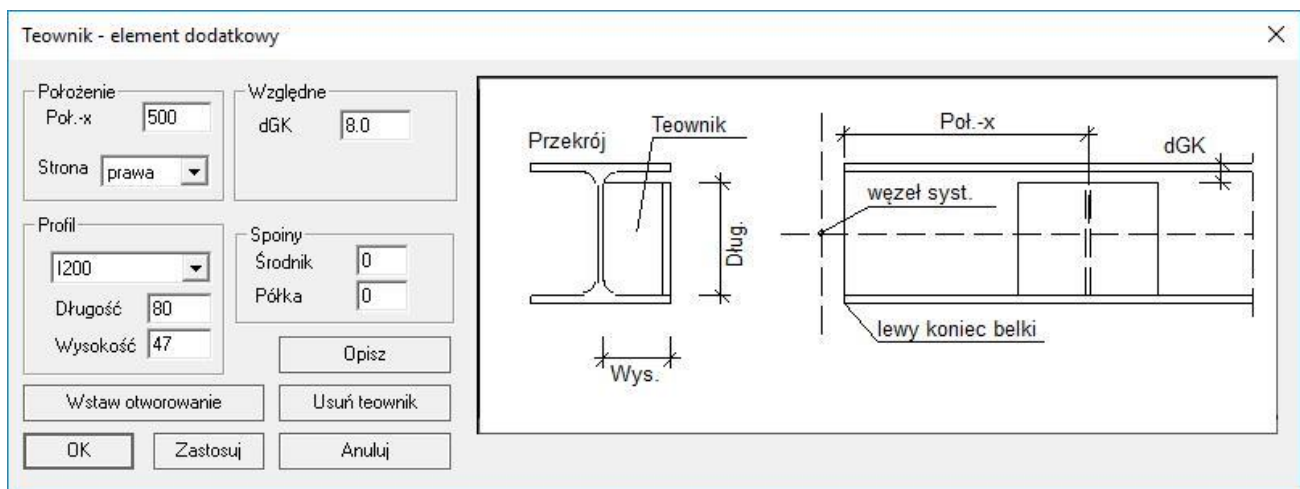 Teownik - element dodatkowy
Położenie
Poł.-x 500
Strona prawa
Względne
dGK 8.0
Profil
I200
Długość 80
Wysokość 47
Spoiny
Środnik 0
Półka 0
Opisz
Wstaw otworowanie
Usuń teownik
OK
Zastosuj
Anuluj
Przekrój
Teownik
Dług.
Wys.
Poł.-x
dGK
węzeł syst.
lewy koniec belki